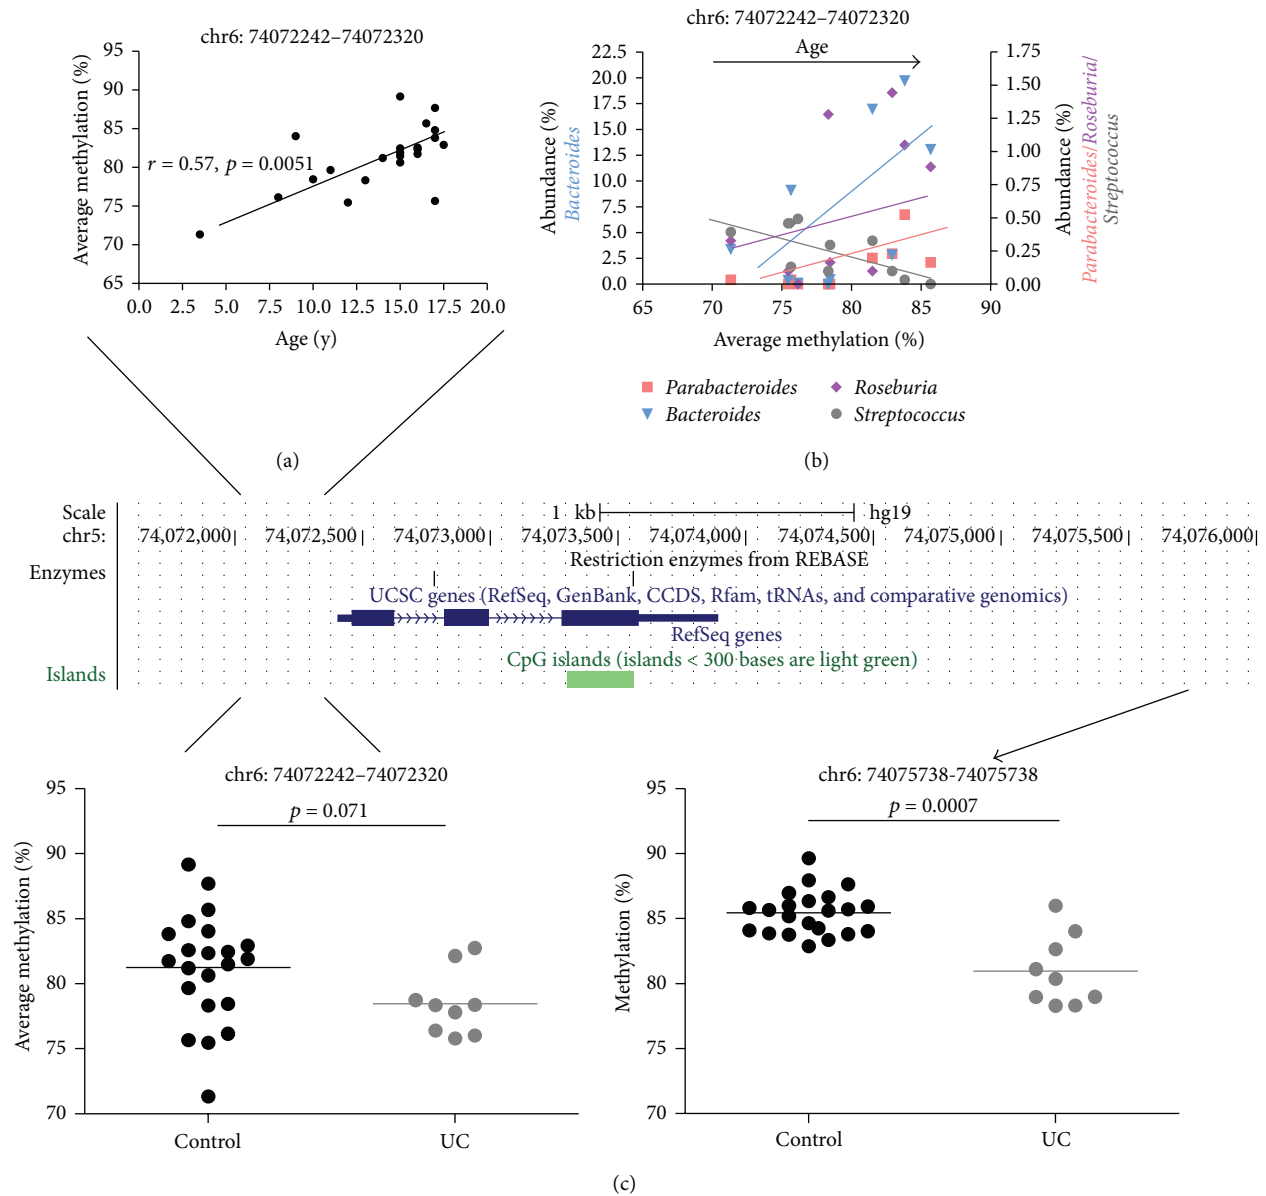 chr6: 74072242–74072320
Average methylation (%)
95
90
85
80
75
70
65
r = 0.57, p = 0.0051
0.0 2.5 5.0 7.5 10.0 12.5 15.0 17.5 20.0
Age (y)
(a)
chr6: 74072242–74072320
Age
Abundance (%)
Bacteroides
22.5
20.0
17.5
15.0
12.5
10.0
7.5
5.0
2.5
0.0
1.75
1.50
1.25
1.00
0.75
0.50
0.25
0.00
Abundance (%)
Parabacteroides/Roseburia/
Streptococcus
65 70 75 80 85 90
Average methylation (%)
Parabacteroides Roseburia
Bacteroides Streptococcus
(b)
Scale 1 kb hg19
chr5: 74,072,000| 74,072,500| 74,073,000| 74,073,500| 74,074,000| 74,074,500| 74,075,000| 74,075,500| 74,076,000|
Restriction enzymes from REBASE
Enzymes
UCSC genes (RefSeq, GenBank, CCDS, Rfam, tRNAs, and comparative genomics)
RefSeq genes
CpG islands (islands < 300 bases are light green)
Islands
chr6: 74072242–74072320
p = 0.071
Average methylation (%)
95
90
85
80
75
70
Control UC
chr6: 74075738-74075738
p = 0.0007
Methylation (%)
95
90
85
80
75
70
Control UC
(c)